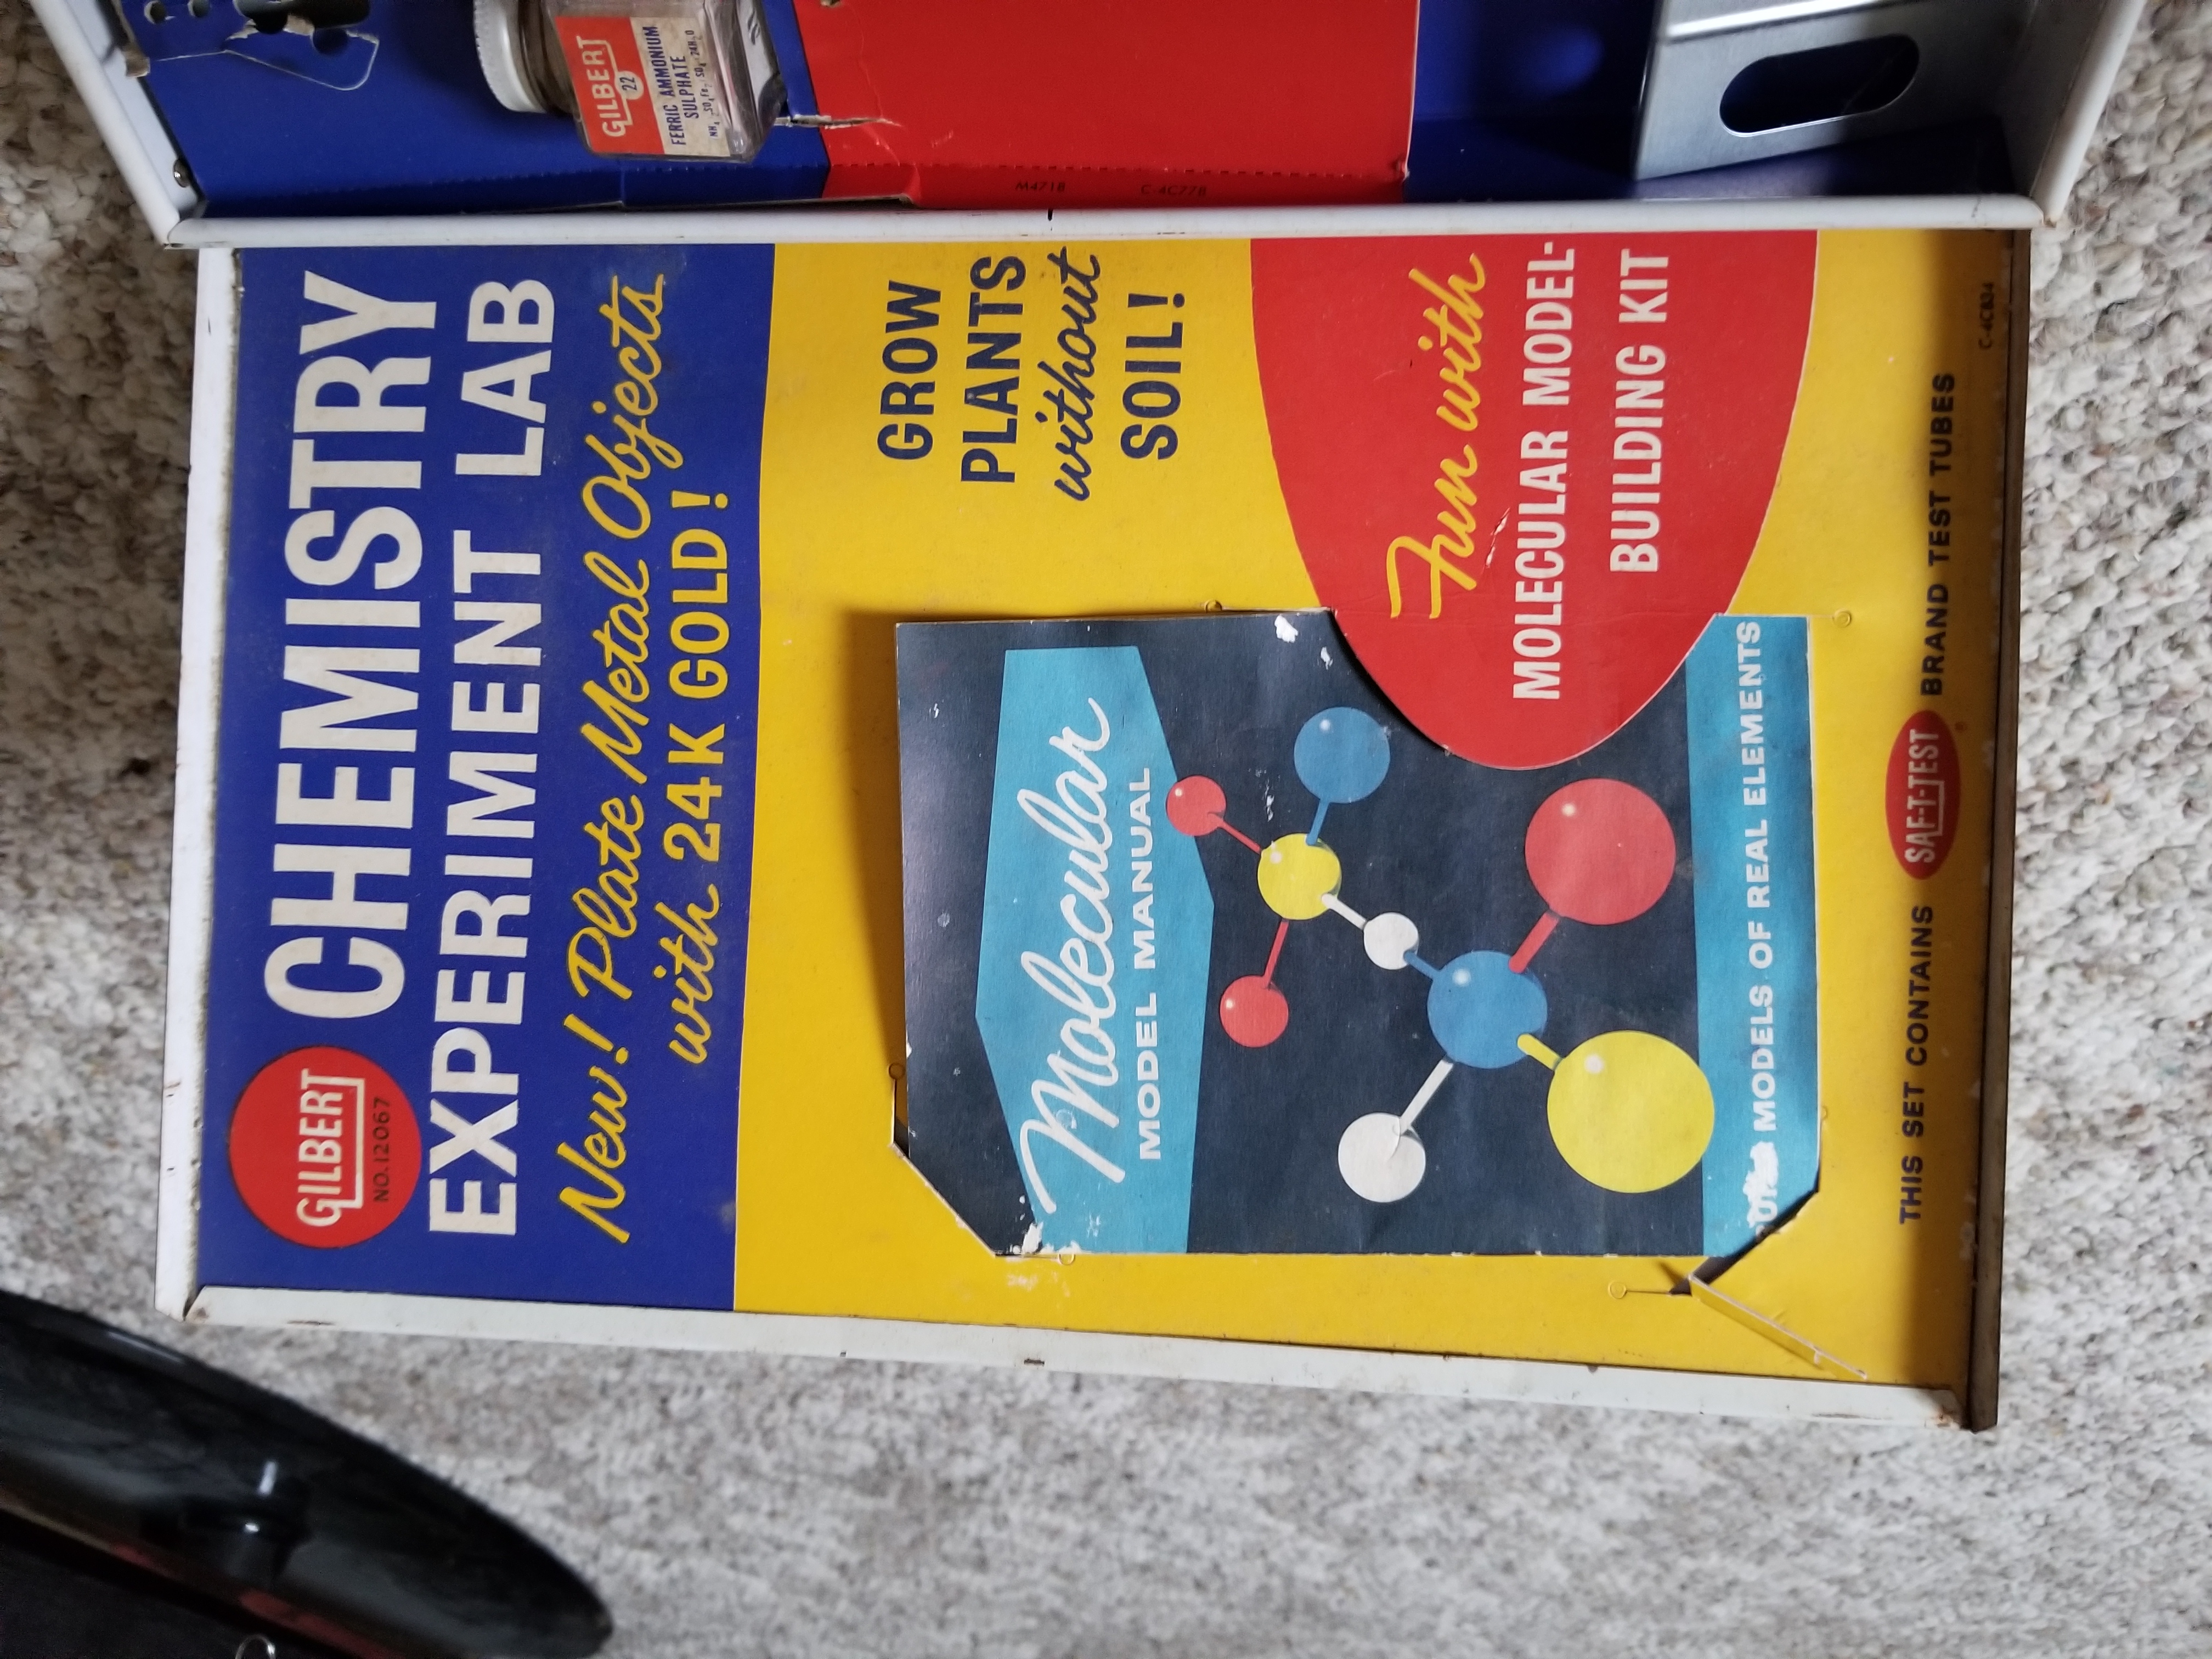 GILBERT
22
FERRIC AMMONIUM
SULPHATE
M4718
C-4C778
GILBERT
NO.12067
CHEMISTRY
EXPERIMENT LAB
New! Plate Metal Objects
with 24K GOLD!
GROW
PLANTS
without
SOIL!
Fun with
MOLECULAR MODEL-
BUILDING KIT
Molecular
MODEL MANUAL
MODELS OF REAL ELEMENTS
THIS SET CONTAINS SAF-T-TEST BRAND TEST TUBES
C-4C834